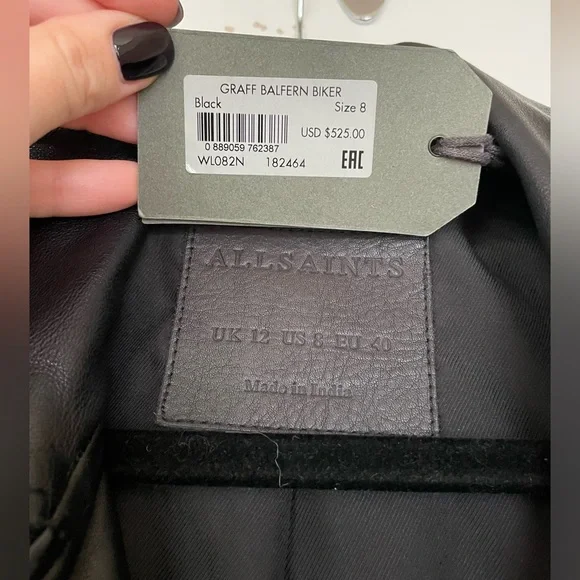 GRAFF BALFERN BIKER
Black Size 8
USD $525.00
0 889059 762387
WL082N 182464 EAC
ALLSAINTS
UK 12 US 8 EU 40
Made in India